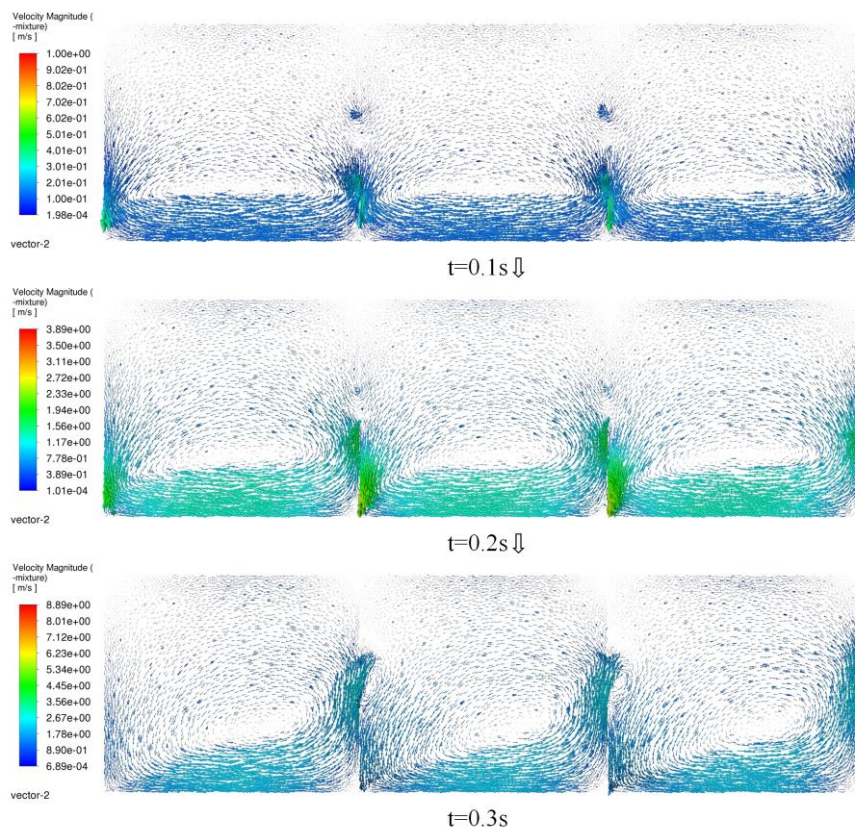 Velocity Magnitude (
-mixture)
[ m/s ]
1.00e+00
9.02e-01
8.02e-01
7.02e-01
6.02e-01
5.01e-01
4.01e-01
3.01e-01
2.01e-01
1.00e-01
1.98e-04
vector-2
t=0.1s⇩
Velocity Magnitude (
-mixture)
[ m/s ]
3.89e+00
3.50e+00
3.11e+00
2.72e+00
2.33e+00
1.94e+00
1.56e+00
1.17e+00
7.78e-01
3.89e-01
1.01e-04
vector-2
t=0.2s⇩
Velocity Magnitude (
-mixture)
[ m/s ]
8.89e+00
8.01e+00
7.12e+00
6.23e+00
5.34e+00
4.45e+00
3.56e+00
2.67e+00
1.78e+00
8.90e-01
6.89e-04
vector-2
t=0.3s